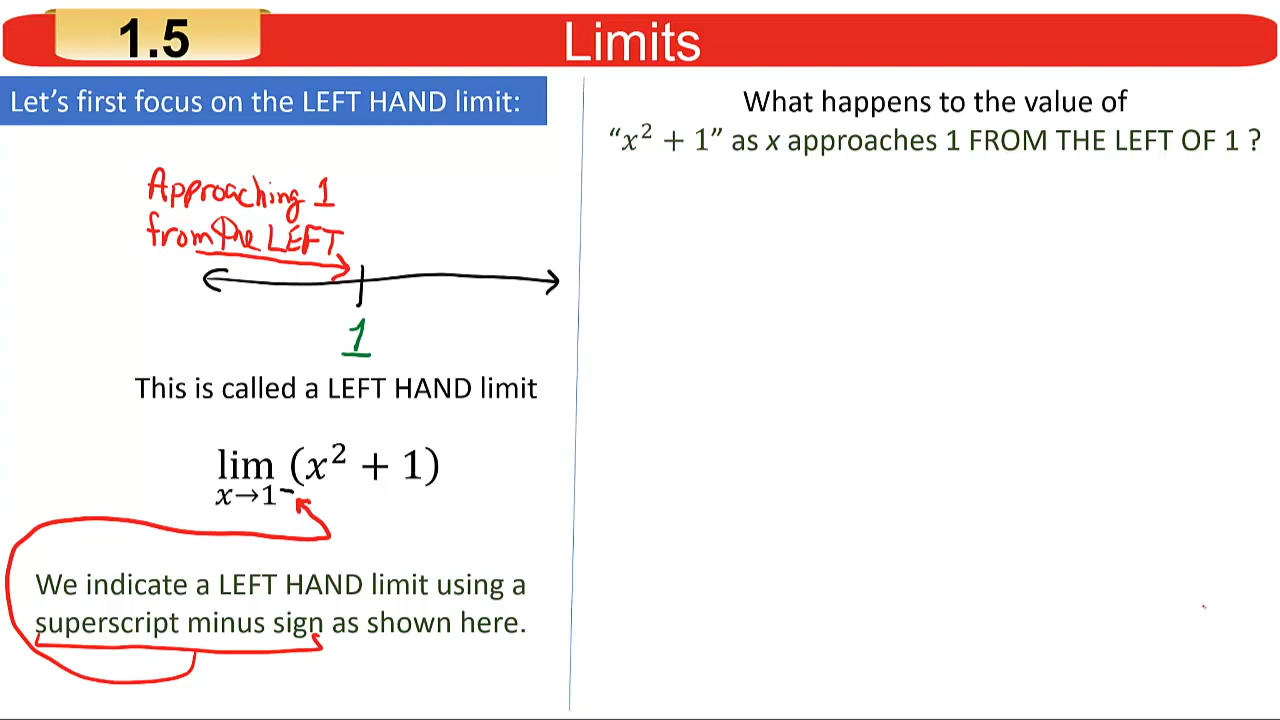 1.5
Limits
Let’s first focus on the LEFT HAND limit:
Approaching 1
from the LEFT
1
This is called a LEFT HAND limit
lim (x² + 1)
x→1⁻
We indicate a LEFT HAND limit using a
superscript minus sign as shown here.
What happens to the value of
“x² + 1” as x approaches 1 FROM THE LEFT OF 1 ?